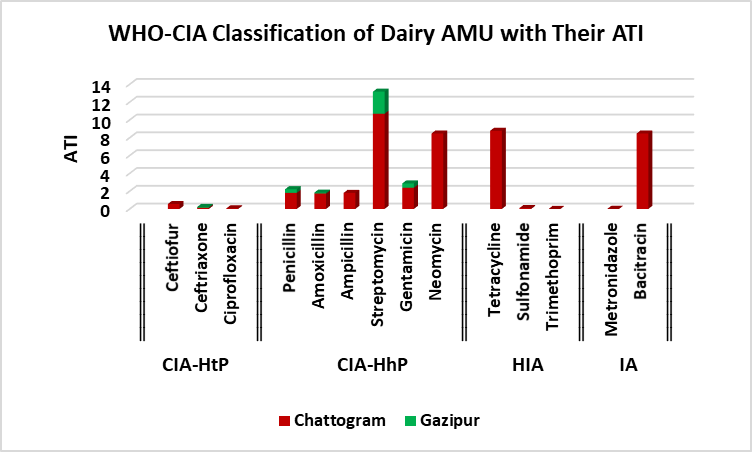 WHO-CIA Classification of Dairy AMU with Their ATI
14
12
10
8
6
4
2
0
ATI
Ceftiofur
Ceftriaxone
Ciprofloxacin
Penicillin
Amoxicillin
Ampicillin
Streptomycin
Gentamicin
Neomycin
Tetracycline
Sulfonamide
Trimethoprim
Metronidazole
Bacitracin
CIA-HtP
CIA-HhP
HIA
IA
Chattogram
Gazipur